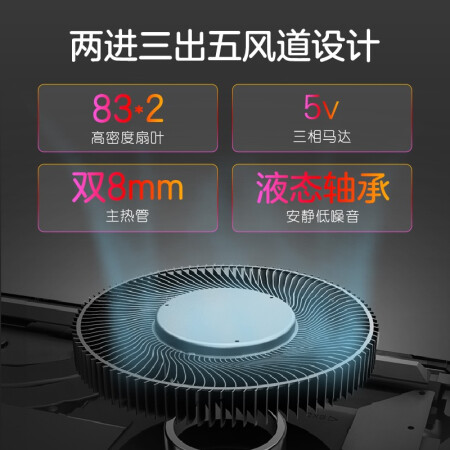 两进三出五风道设计
83*2
高密度扇叶
5v
三相马达
双8mm
主热管
液态轴承
安静低噪音